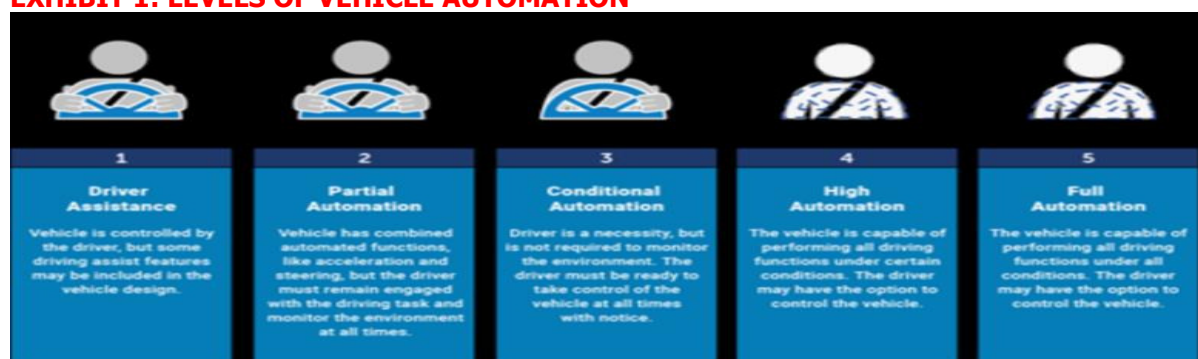 EXHIBIT 1: LEVELS OF VEHICLE AUTOMATION
1
Driver
Assistance
Vehicle is controlled by
the driver, but some
driving assist features
may be included in the
vehicle design.
2
Partial
Automation
Vehicle has combined
automated functions,
like acceleration and
steering, but the driver
must remain engaged
with the driving task and
monitor the environment
at all times.
3
Conditional
Automation
Driver is a necessity, but
is not required to monitor
the environment. The
driver must be ready to
take control of the
vehicle at all times
with notice.
4
High
Automation
The vehicle is capable of
performing all driving
functions under certain
conditions. The driver
may have the option to
control the vehicle.
5
Full
Automation
The vehicle is capable of
performing all driving
functions under all
conditions. The driver
may have the option to
control the vehicle.